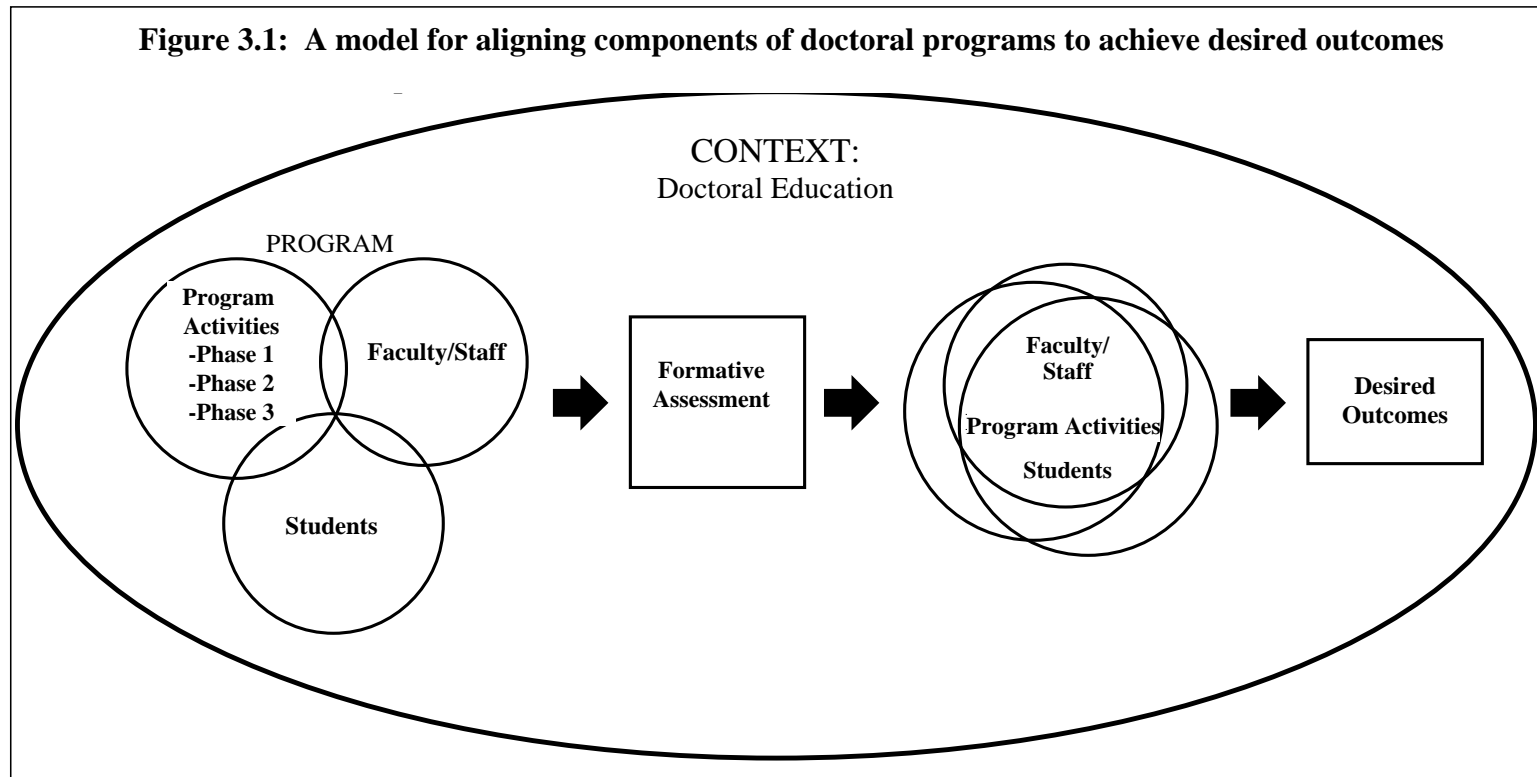 Figure 3.1: A model for aligning components of doctoral programs to achieve desired outcomes
CONTEXT:
Doctoral Education
PROGRAM
Program
Activities
-Phase 1
-Phase 2
-Phase 3
Faculty/Staff
Students
Formative
Assessment
Faculty/
Staff
Program Activities
Students
Desired
Outcomes